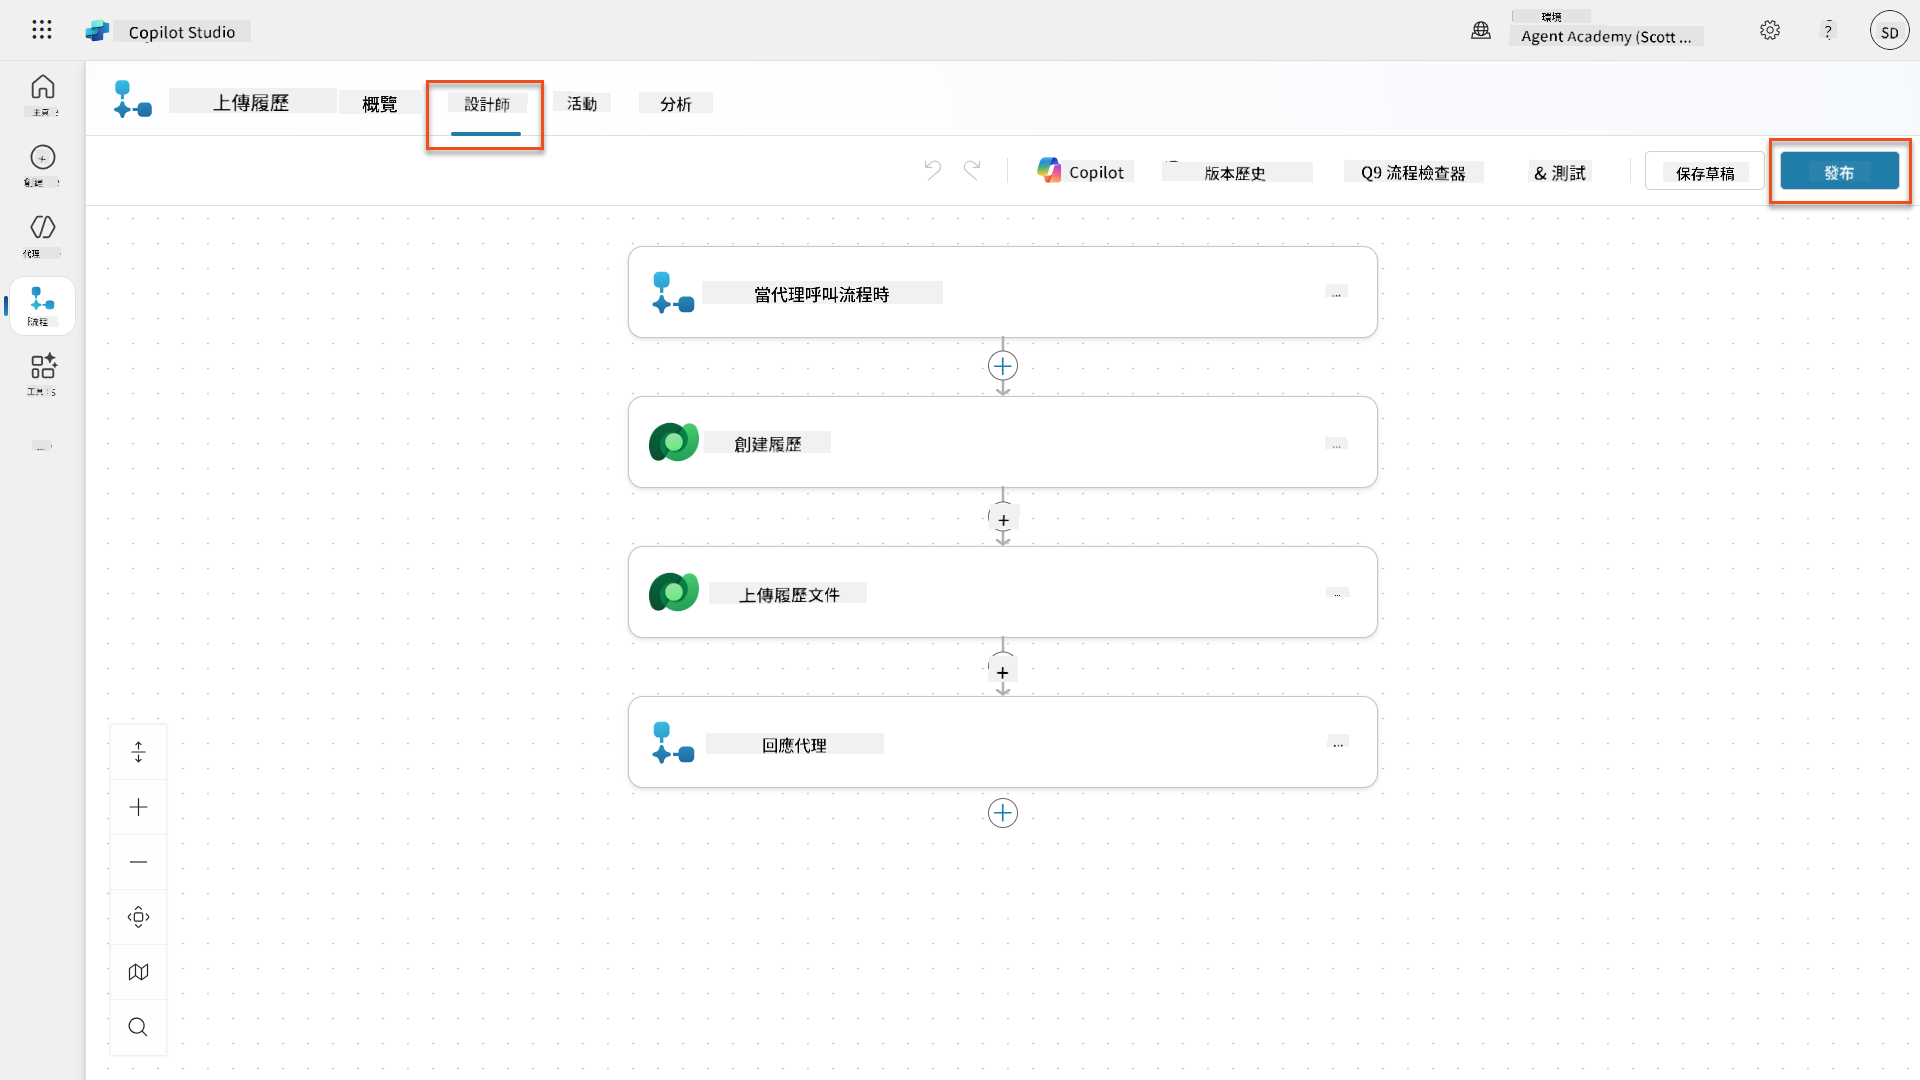 Copilot Studio
環境
Agent Academy (Scott ...
?
SD
主頁
創建
代理
流程
工具
...
上傳履歷
概覽
設計師
活動
分析
Copilot
版本歷史
Q9 流程檢查器
& 測試
保存草稿
發布
當代理呼叫流程時
...
創建履歷
...
上傳履歷文件
...
回應代理
...